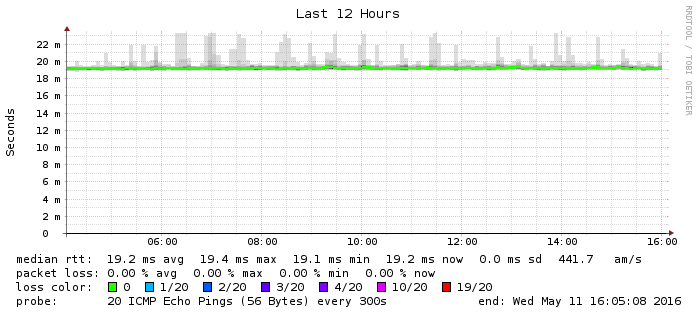 Last 12 Hours
RRDTOOL / TOBI OETIKER
Seconds
22 m
20 m
18 m
16 m
14 m
12 m
10 m
8 m
6 m
4 m
2 m
0
06:00 08:00 10:00 12:00 14:00 16:00
median rtt: 19.2 ms avg 19.4 ms max 19.1 ms min 19.2 ms now 0.0 ms sd 441.7 am/s
packet loss: 0.00 % avg 0.00 % max 0.00 % min 0.00 % now
loss color: 0 1/20 2/20 3/20 4/20 10/20 19/20
probe: 20 ICMP Echo Pings (56 Bytes) every 300s end: Wed May 11 16:05:08 2016